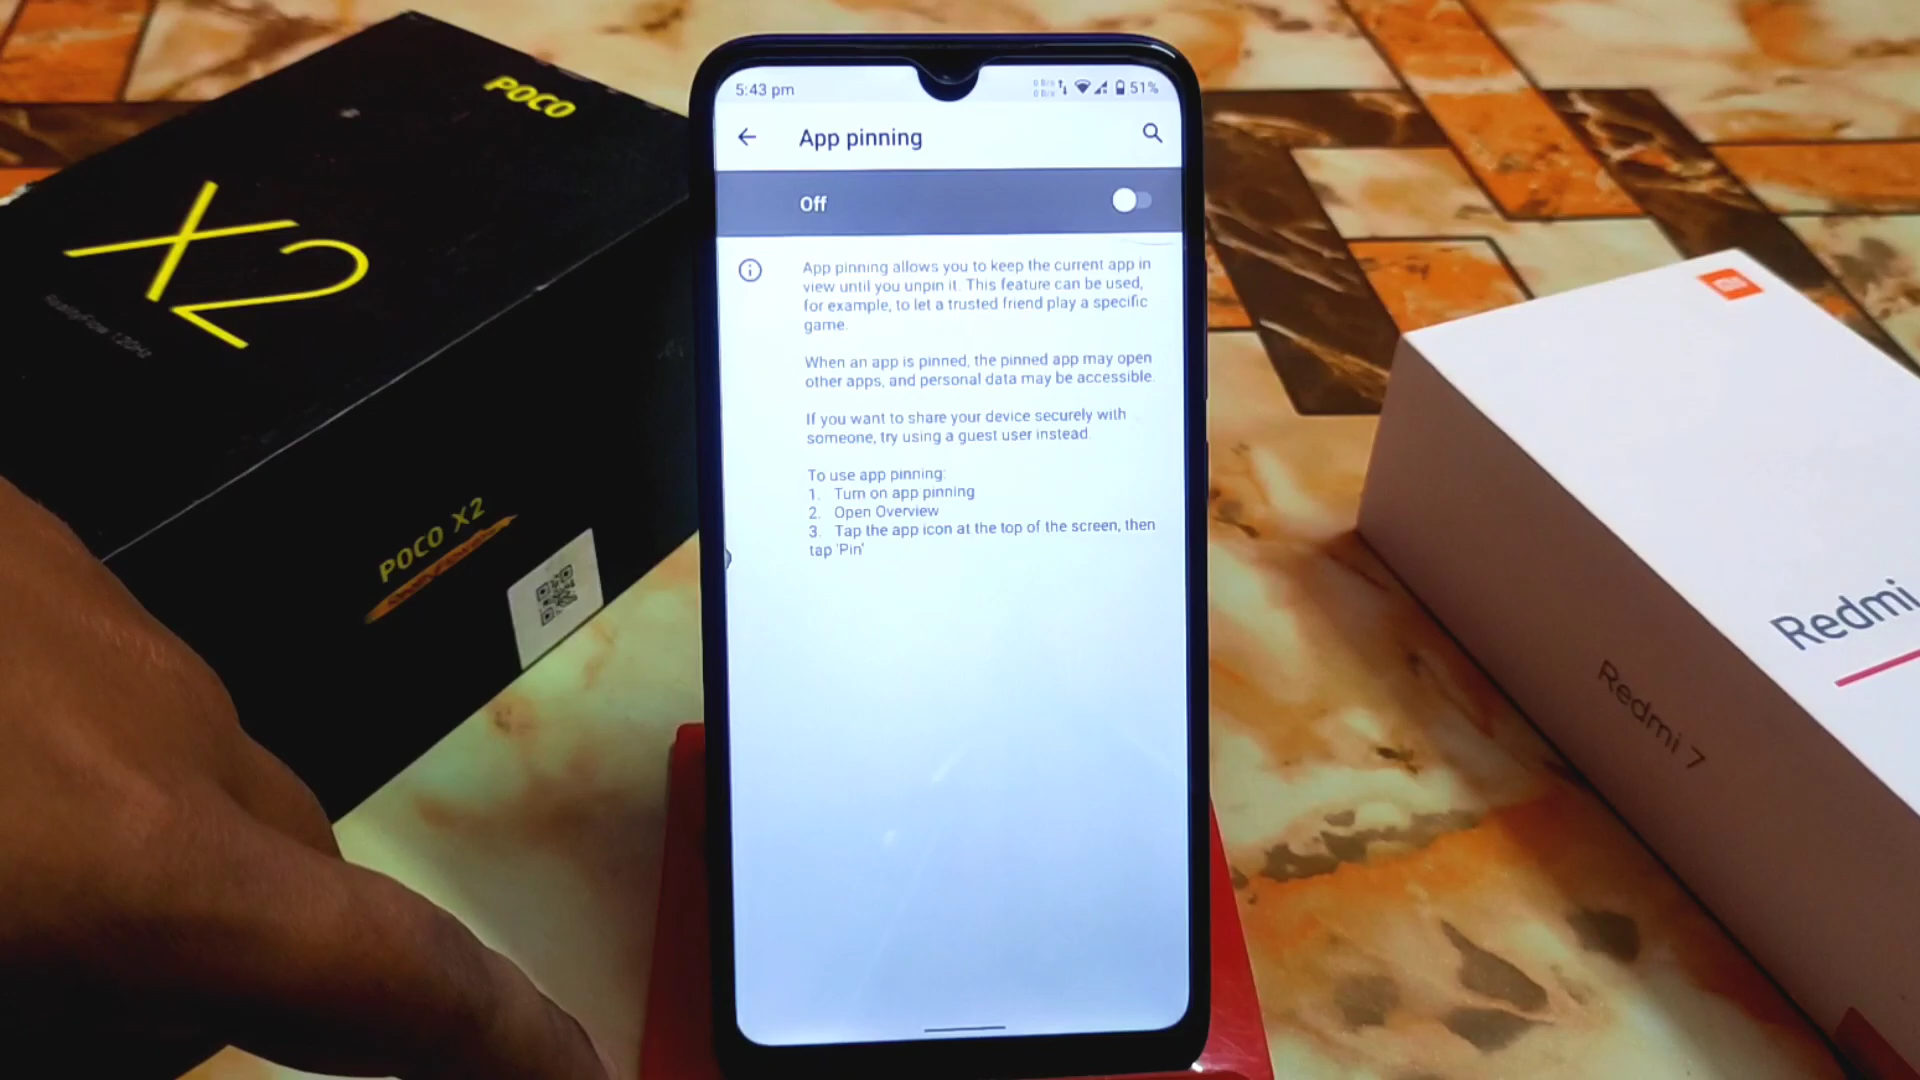 POCO
X2
POCO X2
5:43 pm
0 B/s
0 B/s
51%
App pinning
Off
App pinning allows you to keep the current app in
view until you unpin it. This feature can be used,
for example, to let a trusted friend play a specific
game.
When an app is pinned, the pinned app may open
other apps, and personal data may be accessible.
If you want to share your device securely with
someone, try using a guest user instead.
To use app pinning:
1. Turn on app pinning
2. Open Overview
3. Tap the app icon at the top of the screen, then
tap 'Pin'
Redmi
Redmi 7